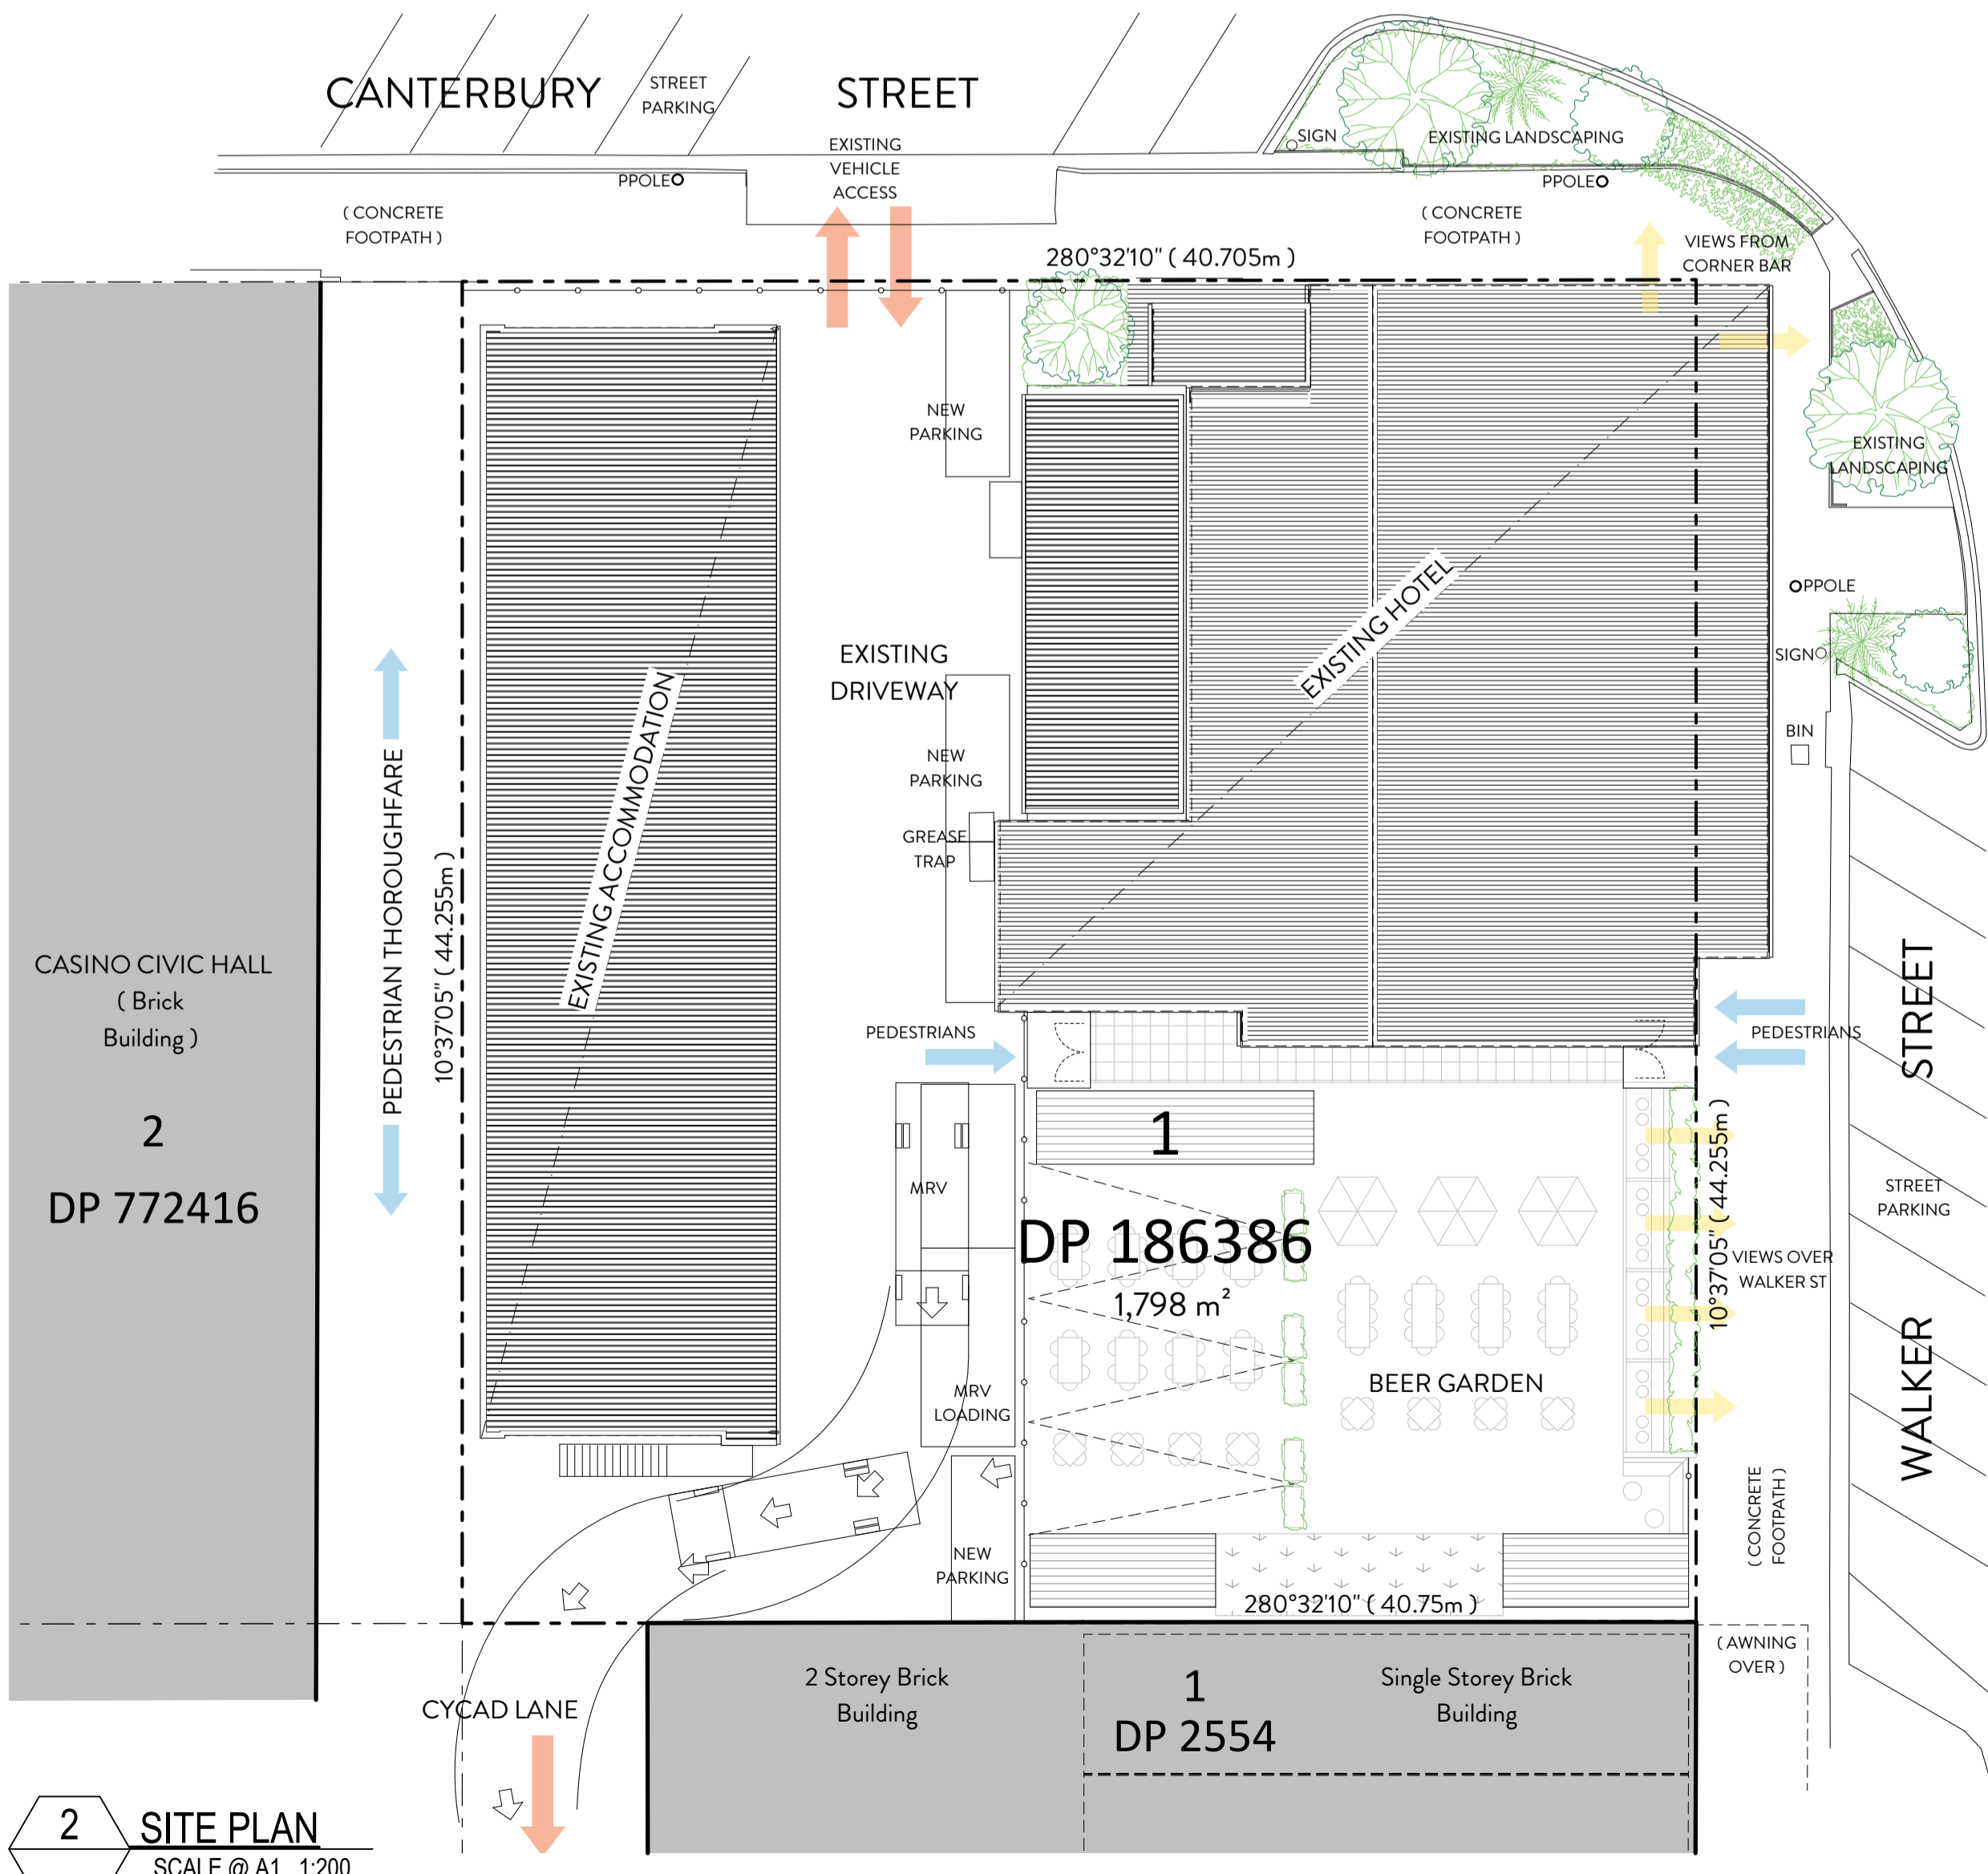 CANTERBURY STREET
STREET
PARKING
EXISTING
VEHICLE
ACCESS
SIGN
EXISTING LANDSCAPING
PPOLE
PPOLE
( CONCRETE
FOOTPATH )
( CONCRETE
FOOTPATH )
VIEWS FROM
CORNER BAR
280°32'10" ( 40.705m )
NEW
PARKING
EXISTING
LANDSCAPING
EXISTING HOTEL
PPOLE
EXISTING
DRIVEWAY
SIGN
BIN
EXISTING ACCOMMODATION
NEW
PARKING
GREASE
TRAP
PEDESTRIAN THOROUGHFARE
10°37'05" ( 44.255m )
CASINO CIVIC HALL
( Brick
Building )
2
DP 772416
PEDESTRIANS
PEDESTRIANS
1
DP 186386
1,798 m²
MRV
MRV
LOADING
BEER GARDEN
10°37'05" ( 44.255m )
VIEWS OVER
WALKER ST
STREET
PARKING
WALKER STREET
( CONCRETE
FOOTPATH )
NEW
PARKING
280°32'10" ( 40.75m )
( AWNING
OVER )
CYCAD LANE
2 Storey Brick
Building
1
DP 2554
Single Storey Brick
Building
2
SITE PLAN
SCALE @ A1 1:200